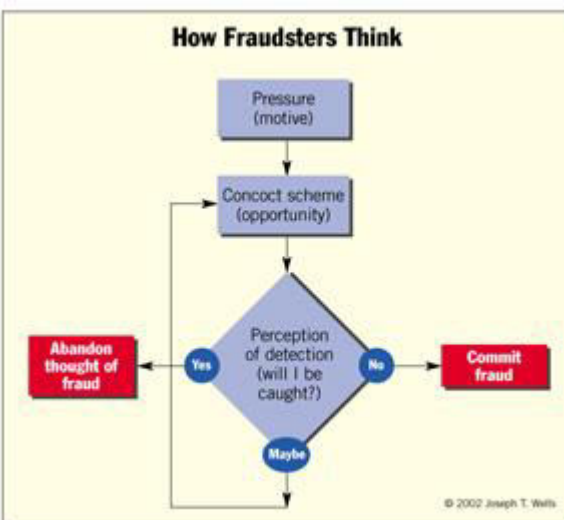 How Fraudsters Think
Pressure
(motive)
Concoct scheme
(opportunity)
Perception
of detection
(will I be
caught?)
Yes
No
Maybe
Abandon
thought of
fraud
Commit
fraud
© 2002 Joseph T. Wells